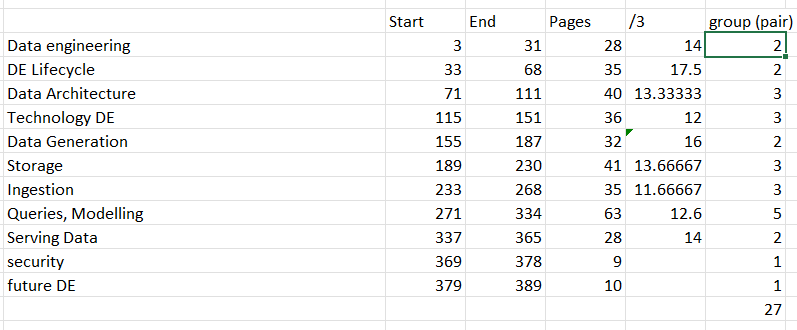 Start End Pages /3 group (pair)
Data engineering 3 31 28 14 2
DE Lifecycle 33 68 35 17.5 2
Data Architecture 71 111 40 13.33333 3
Technology DE 115 151 36 12 3
Data Generation 155 187 32 16 2
Storage 189 230 41 13.66667 3
Ingestion 233 268 35 11.66667 3
Queries, Modelling 271 334 63 12.6 5
Serving Data 337 365 28 14 2
security 369 378 9 1
future DE 379 389 10 1
27